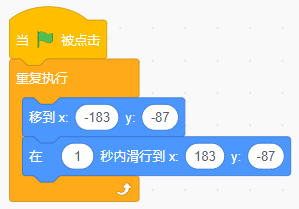 当 被点击
重复执行
移到 x: -183 y: -87
在 1 秒内滑行到 x: 183 y: -87